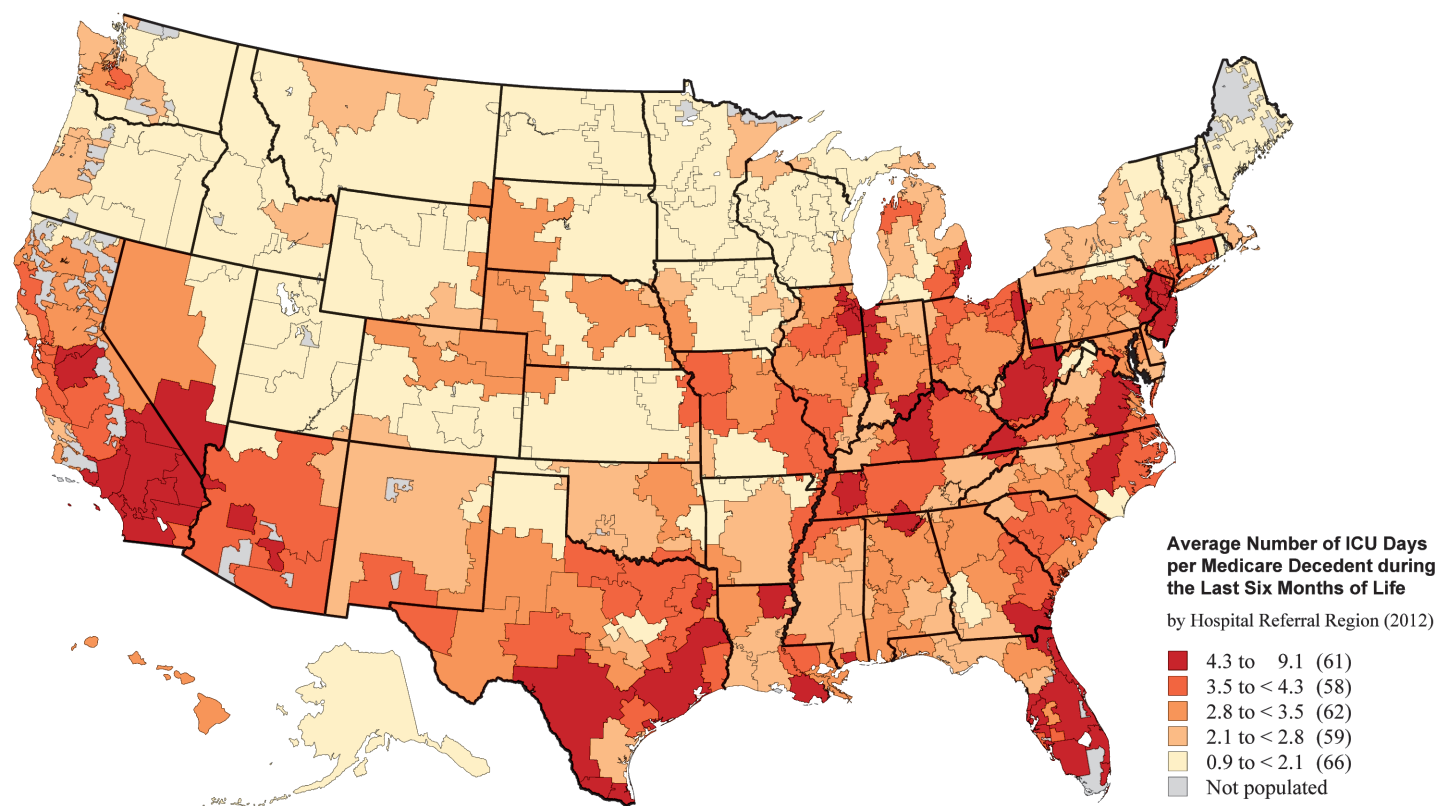 Average Number of ICU Days
per Medicare Decedent during
the Last Six Months of Life
by Hospital Referral Region (2012)
4.3 to 9.1 (61)
3.5 to < 4.3 (58)
2.8 to < 3.5 (62)
2.1 to < 2.8 (59)
0.9 to < 2.1 (66)
Not populated